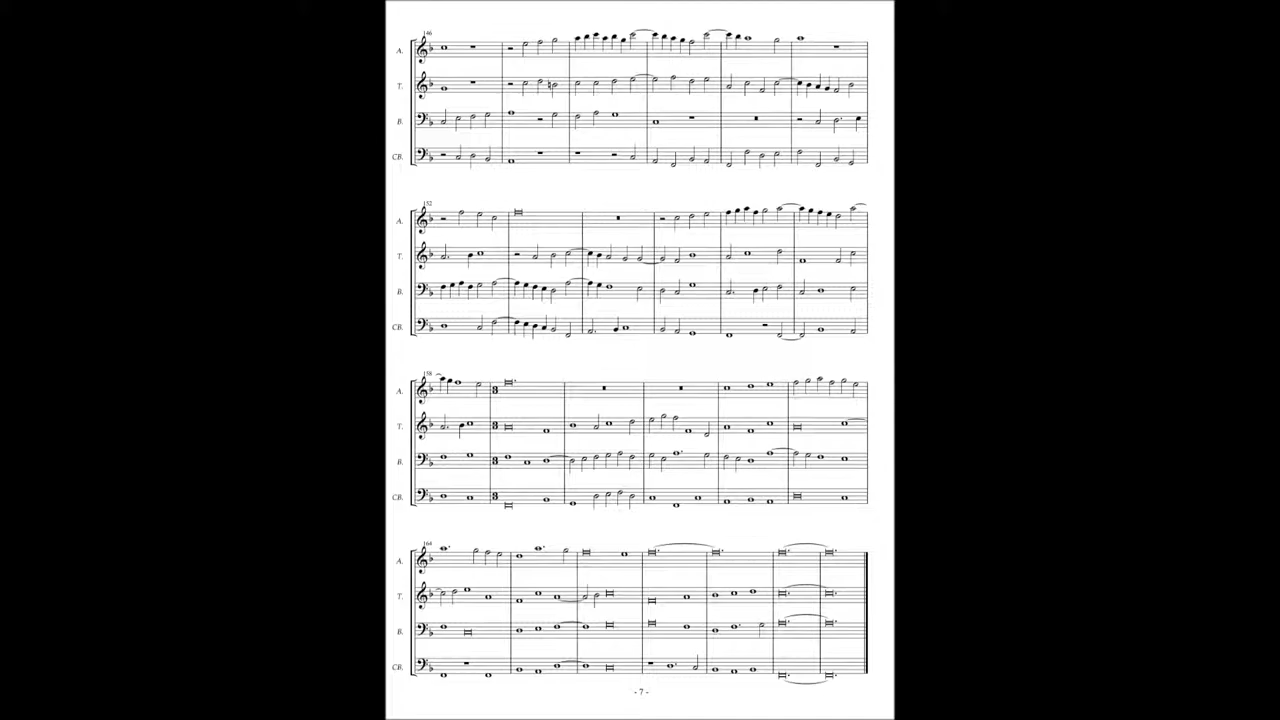 146
A.
T.
B.
CB.
152
A.
T.
B.
CB.
158
A.
T.
B.
CB.
164
A.
T.
B.
CB.
- 7 -